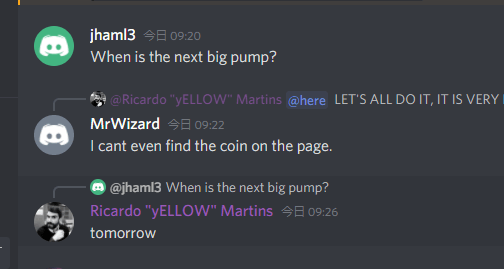 jhaml3 今日 09:20
When is the next big pump?
@Ricardo "yELLOW" Martins @here LET'S ALL DO IT, IT IS VERY
MrWizard 今日 09:22
I cant even find the coin on the page.
@jhaml3 When is the next big pump?
Ricardo "yELLOW" Martins 今日 09:26
tomorrow